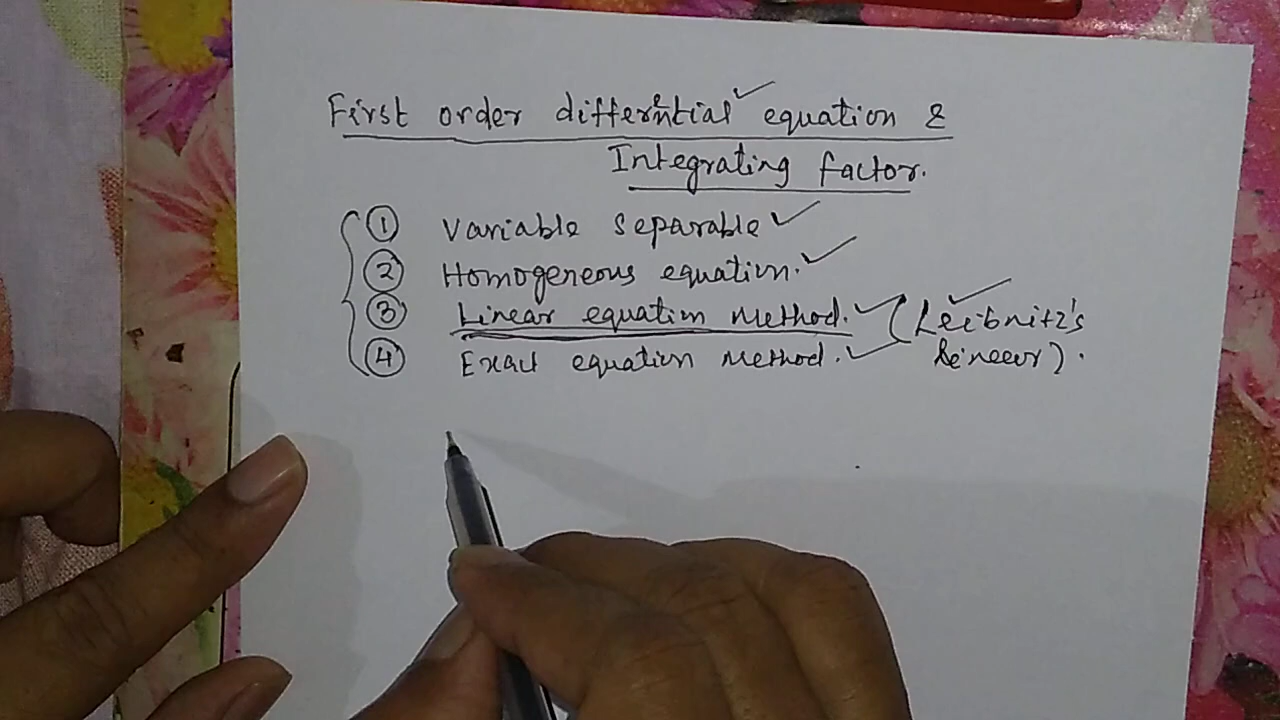 First order differential equation &
Integrating factor.
① Variable separable
② Homogeneous equation.
③ Linear equation method. (Leibnitz's
④ Exact equation method. linear).